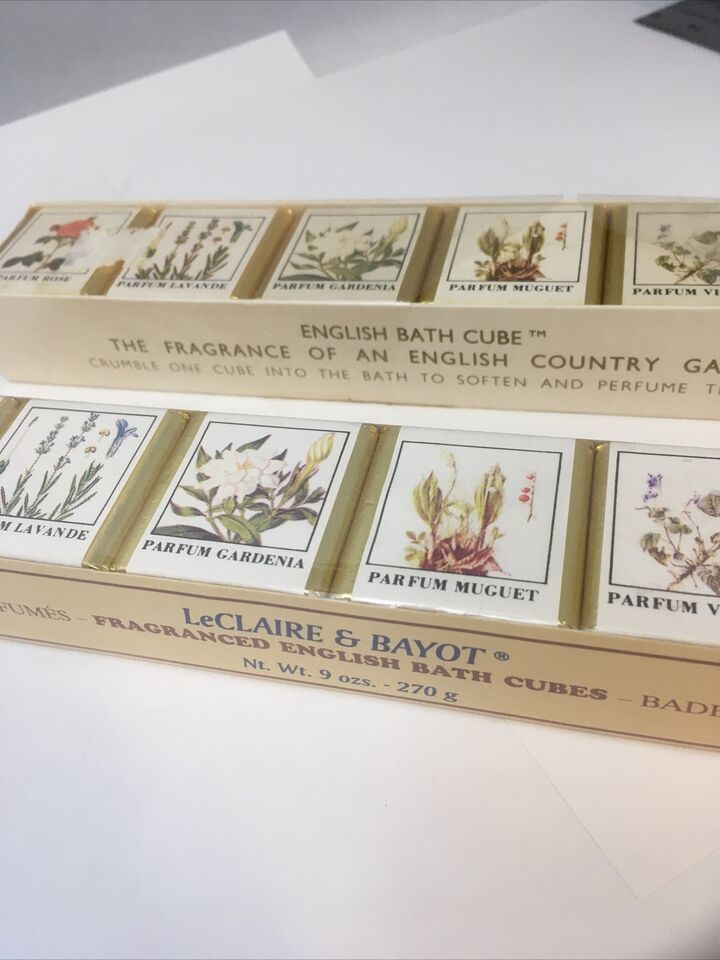 PARFUM ROSE
PARFUM LAVANDE
PARFUM GARDENIA
PARFUM MUGUET
PARFUM VI
ENGLISH BATH CUBE™
THE FRAGRANCE OF AN ENGLISH COUNTRY GA
CRUMBLE ONE CUBE INTO THE BATH TO SOFTEN AND PERFUME T
M LAVANDE
PARFUM GARDENIA
PARFUM MUGUET
PARFUM V
LeCLAIRE & BAYOT ®
FUMÉS – FRAGRANCED ENGLISH BATH CUBES – BADE
Nt. Wt. 9 ozs. - 270 g